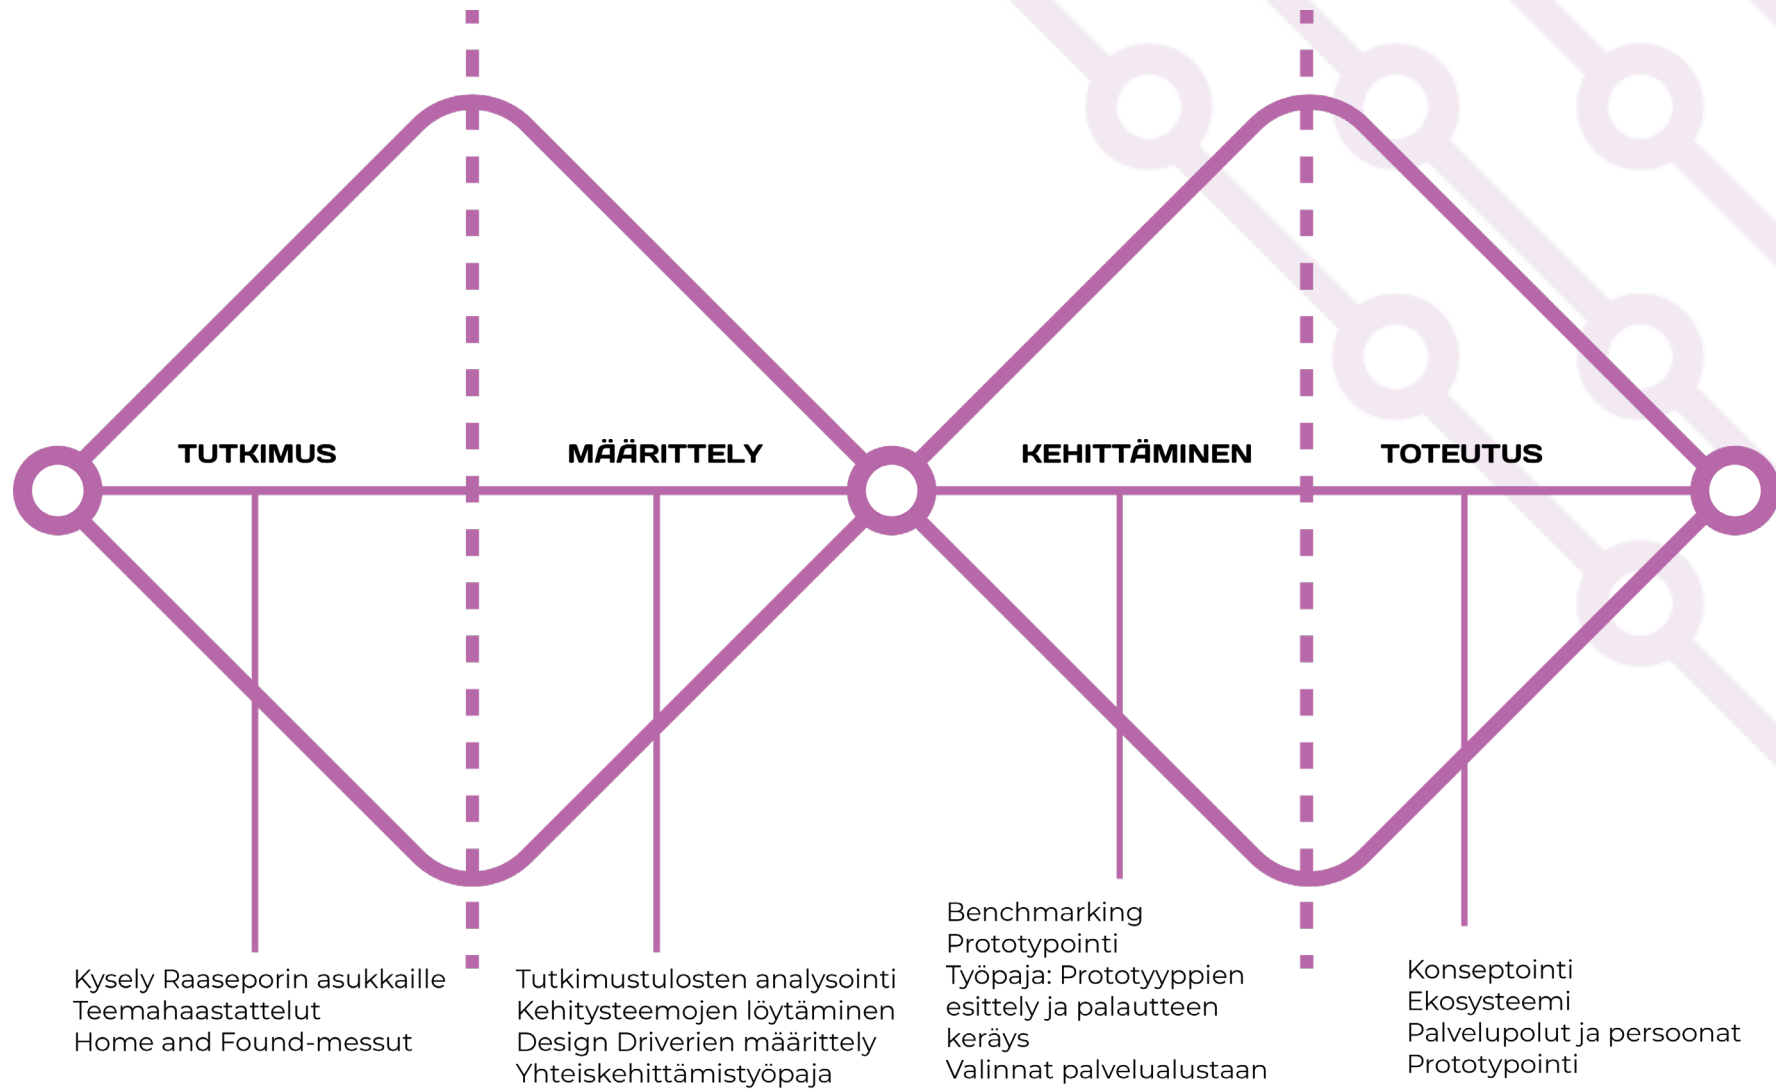 TUTKIMUS
MÄÄRITTELY
KEHITTÄMINEN
TOTEUTUS
Kysely Raaseporin asukkaille
Teemahaastattelut
Home and Found-messut
Tutkimustulosten analysointi
Kehitysteemojen löytäminen
Design Driverien määrittely
Yhteiskehittämistyöpaja
Benchmarking
Prototypointi
Työpaja: Prototyyppien
esittely ja palautteen
keräys
Valinnat palvelualustaan
Konseptointi
Ekosysteemi
Palvelupolut ja persoonat
Prototypointi